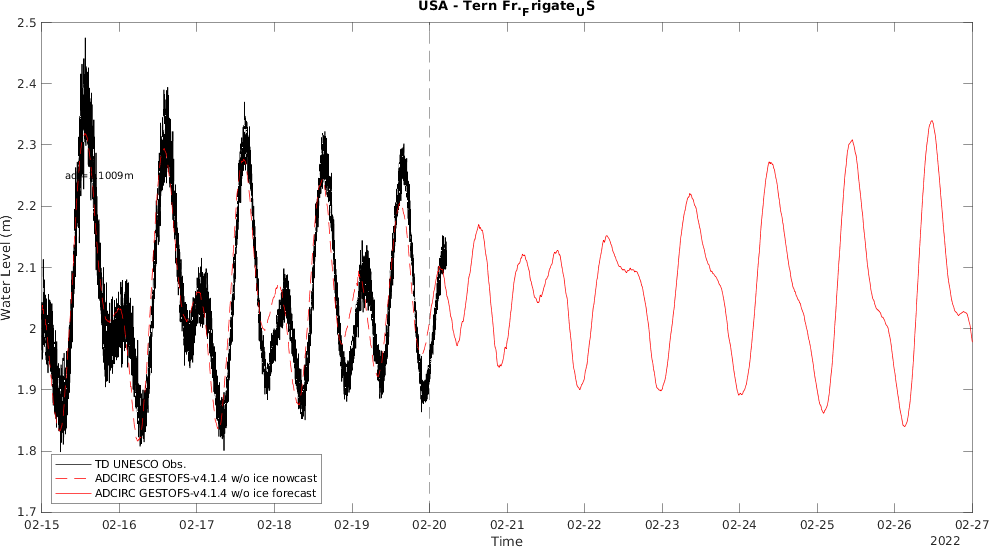 USA - Tern Fr.FrigateUS
2.5
2.4
2.3
2.2
2.1
2
1.9
1.8
1.7
Water Level (m)
1009m
TD UNESCO Obs.
ADCIRC GESTOFS-v4.1.4 w/o ice nowcast
ADCIRC GESTOFS-v4.1.4 w/o ice forecast
02-15 02-16 02-17 02-18 02-19 02-20 02-21 02-22 02-23 02-24 02-25 02-26 02-27
Time
2022